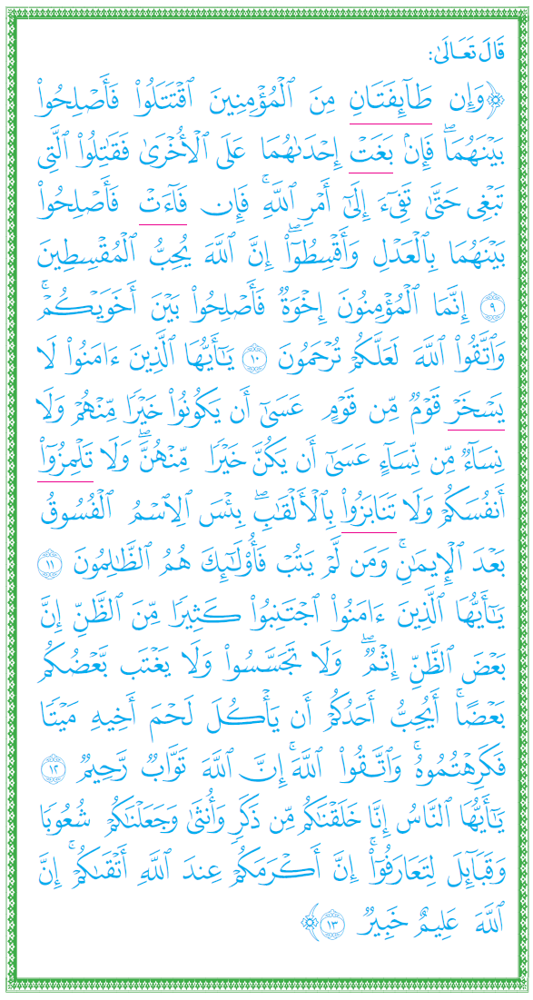 قَالَ تَعَالَىٰ:
﴿وَإِن طَآئِفَتَانِ مِنَ ٱلۡمُؤۡمِنِينَ ٱقۡتَتَلُواْ فَأَصۡلِحُواْ
بَيۡنَهُمَاۖ فَإِنۢ بَغَتۡ إِحۡدَىٰهُمَا عَلَى ٱلۡأُخۡرَىٰ فَقَٰتِلُواْ ٱلَّتِي
تَبۡغِي حَتَّىٰ تَفِيٓءَ إِلَىٰٓ أَمۡرِ ٱللَّهِۚ فَإِن فَآءَتۡ فَأَصۡلِحُواْ
بَيۡنَهُمَا بِٱلۡعَدۡلِ وَأَقۡسِطُوٓاْۖ إِنَّ ٱللَّهَ يُحِبُّ ٱلۡمُقۡسِطِينَ
٩ إِنَّمَا ٱلۡمُؤۡمِنُونَ إِخۡوَةٞ فَأَصۡلِحُواْ بَيۡنَ أَخَوَيۡكُمۡۚ
وَٱتَّقُواْ ٱللَّهَ لَعَلَّكُمۡ تُرۡحَمُونَ ١٠ يَٰٓأَيُّهَا ٱلَّذِينَ ءَامَنُواْ لَا
يَسۡخَرۡ قَوۡمٞ مِّن قَوۡمٍ عَسَىٰٓ أَن يَكُونُواْ خَيۡرٗا مِّنۡهُمۡ وَلَا
نِسَآءٞ مِّن نِّسَآءٍ عَسَىٰٓ أَن يَكُنَّ خَيۡرٗا مِّنۡهُنَّۖ وَلَا تَلۡمِزُوٓاْ
أَنفُسَكُمۡ وَلَا تَنَابَزُواْ بِٱلۡأَلۡقَٰبِۖ بِئۡسَ ٱلِٱسۡمُ ٱلۡفُسُوقُ
بَعۡدَ ٱلۡإِيمَٰنِۚ وَمَن لَّمۡ يَتُبۡ فَأُوْلَٰٓئِكَ هُمُ ٱلظَّٰلِمُونَ ١١
يَٰٓأَيُّهَا ٱلَّذِينَ ءَامَنُواْ ٱجۡتَنِبُواْ كَثِيرٗا مِّنَ ٱلظَّنِّ إِنَّ
بَعۡضَ ٱلظَّنِّ إِثۡمٞۖ وَلَا تَجَسَّسُواْ وَلَا يَغۡتَب بَّعۡضُكُم
بَعۡضًاۚ أَيُحِبُّ أَحَدُكُمۡ أَن يَأۡكُلَ لَحۡمَ أَخِيهِ مَيۡتٗا
فَكَرِهۡتُمُوهُۚ وَٱتَّقُواْ ٱللَّهَۚ إِنَّ ٱللَّهَ تَوَّابٞ رَّحِيمٞ ١٢
يَٰٓأَيُّهَا ٱلنَّاسُ إِنَّا خَلَقۡنَٰكُم مِّن ذَكَرٖ وَأُنثَىٰ وَجَعَلۡنَٰكُمۡ شُعُوبٗا
وَقَبَآئِلَ لِتَعَارَفُوٓاْۚ إِنَّ أَكۡرَمَكُمۡ عِندَ ٱللَّهِ أَتۡقَىٰكُمۡۚ إِنَّ
ٱللَّهَ عَلِيمٌ خَبِيرٞ ١٣﴾